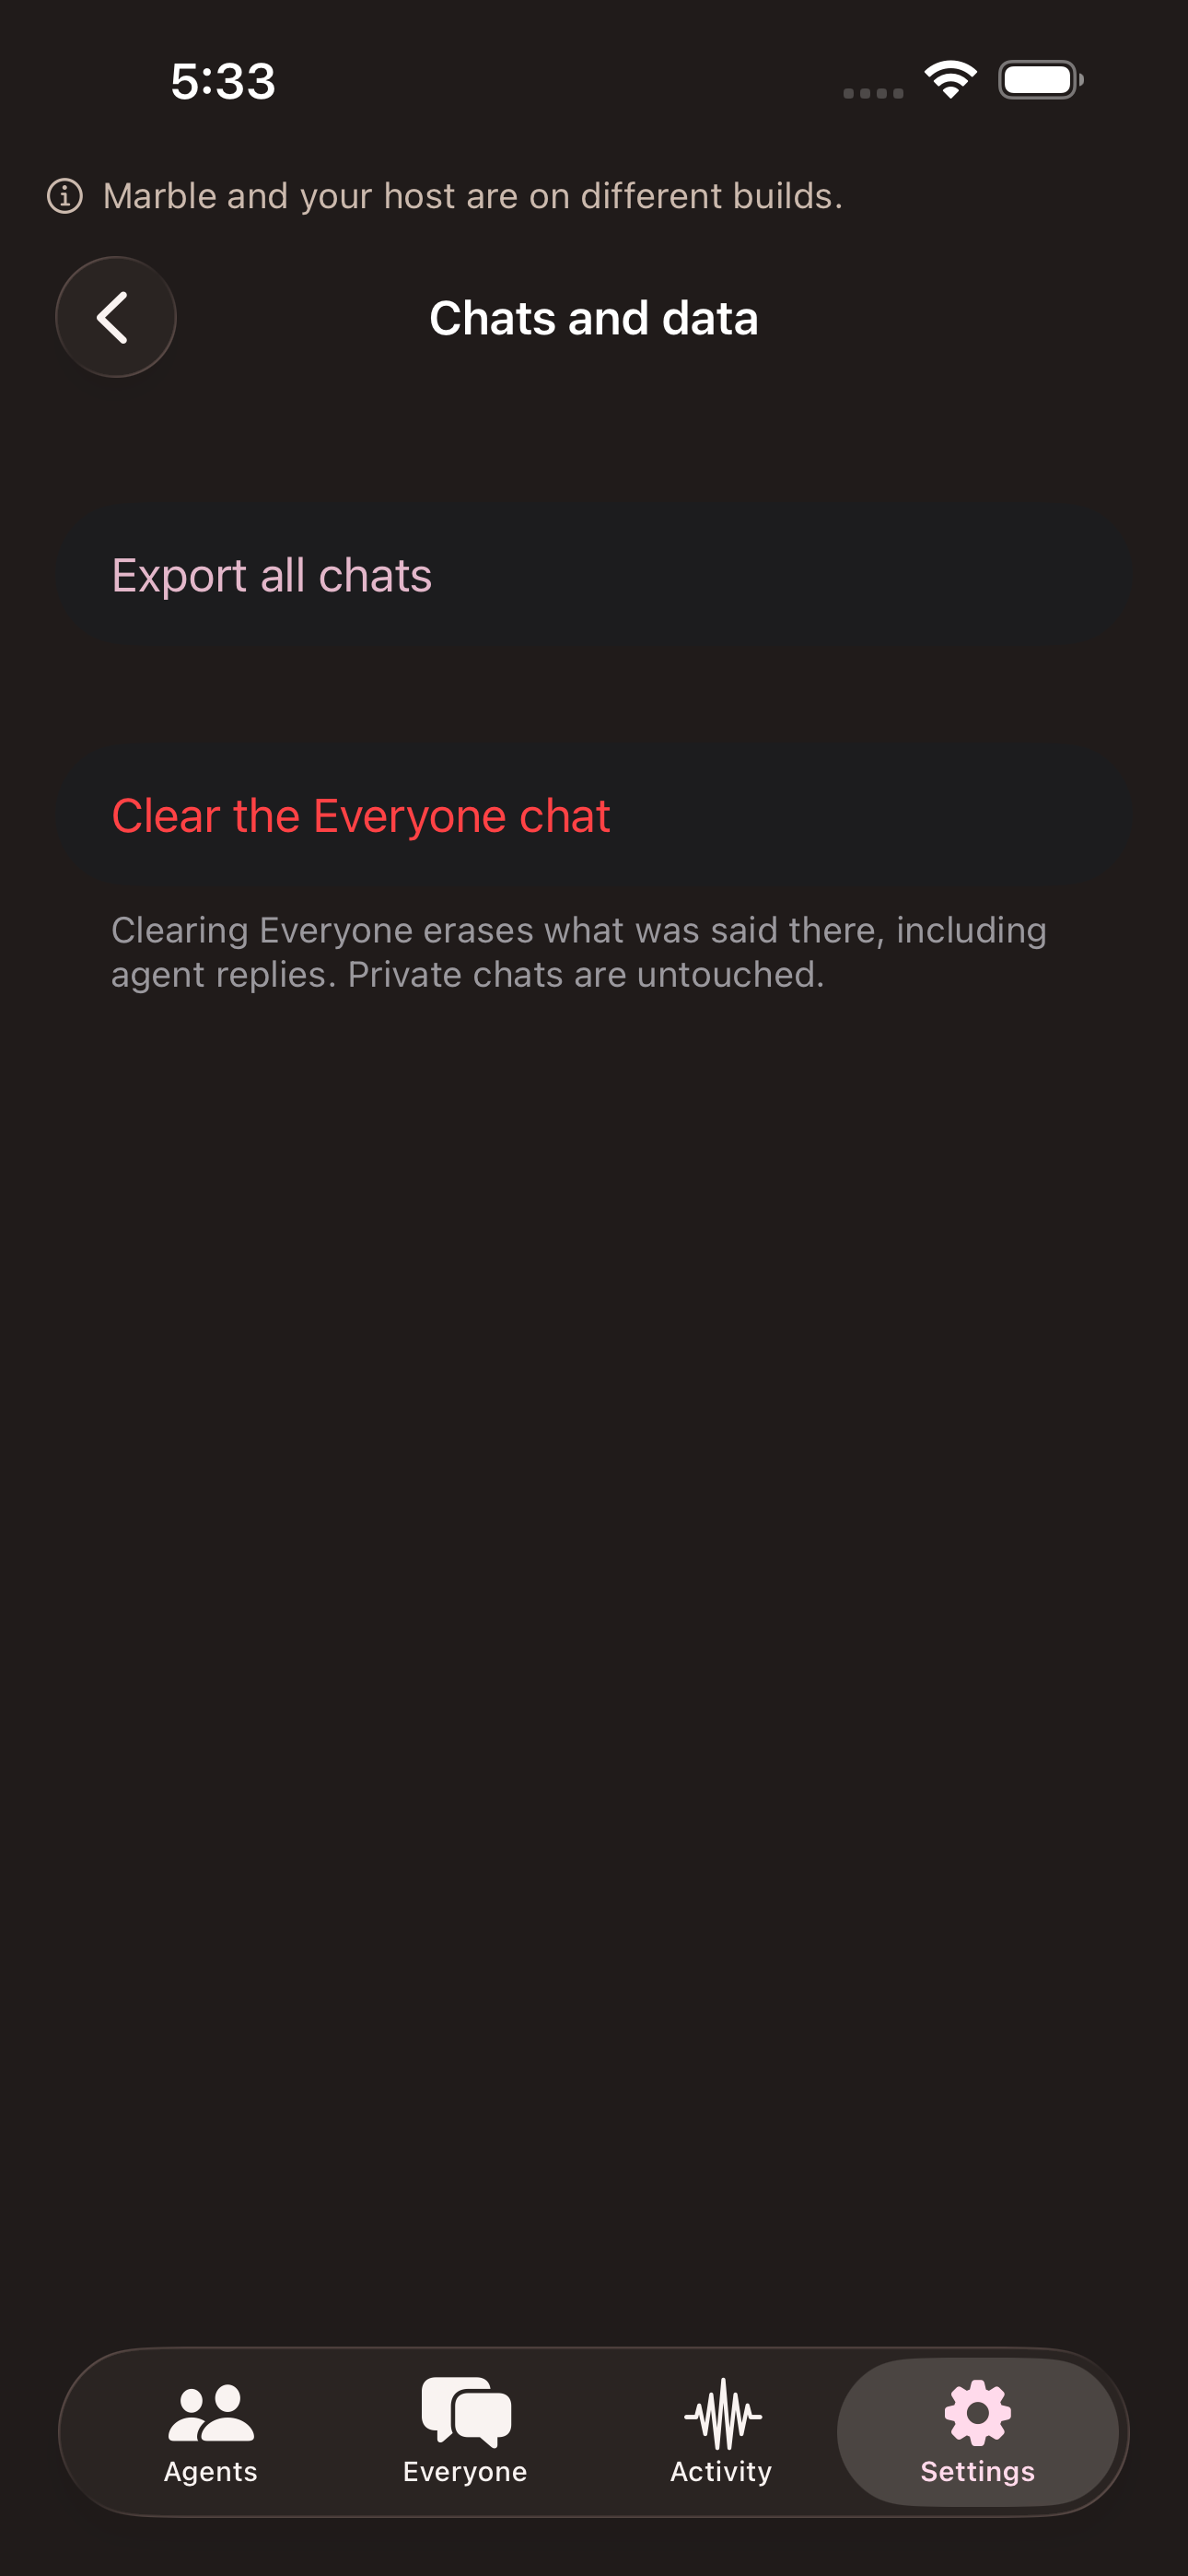 5:33
Marble and your host are on different builds.
Chats and data
Export all chats
Clear the Everyone chat
Clearing Everyone erases what was said there, including
agent replies. Private chats are untouched.
Agents
Everyone
Activity
Settings